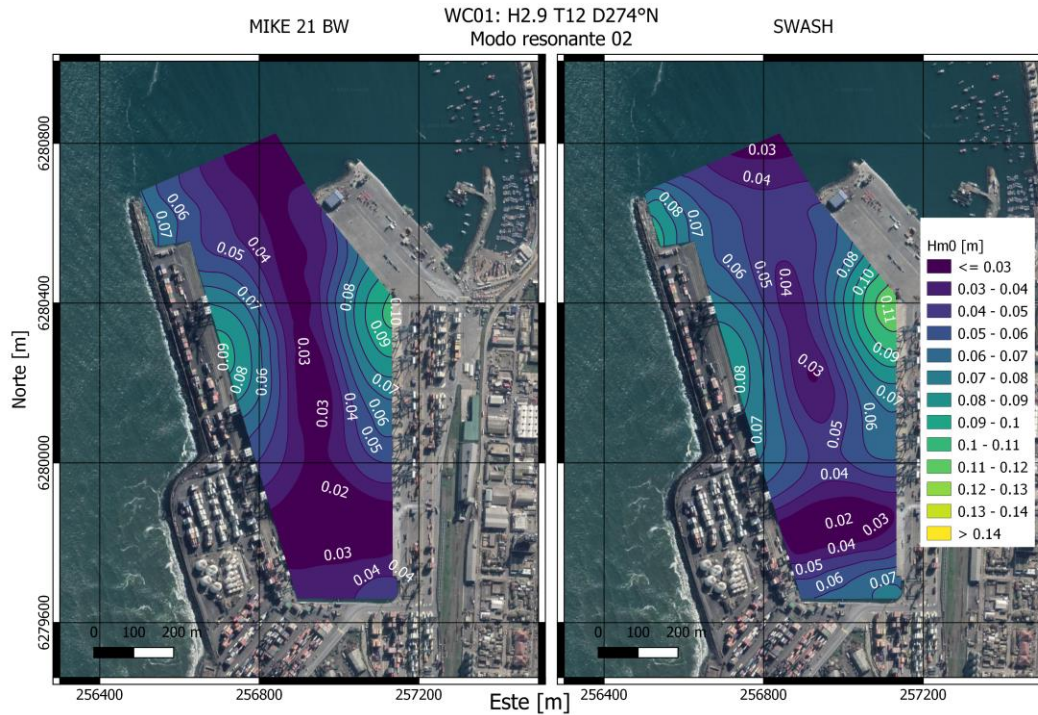 WC01: H2.9 T12 D274°N
Modo resonante 02
MIKE 21 BW
SWASH
Norte [m]
6280800
6280400
6280000
6279600
0.06
0.07
0.05
0.04
0.07
0.08
0.10
0.09
0.09
0.08
0.06
0.03
0.03
0.07
0.06
0.04
0.05
0.02
0.03
0.04
0.04
0 200 m
0.03
0.04
0.08
0.07
0.06
0.05
0.04
0.08
0.10
0.11
0.09
0.08
0.03
0.07
0.07
0.05
0.06
0.04
0.02
0.03
0.04
0.05
0.06
0.07
0 200 m
Hm0 [m]
<= 0.03
0.03 - 0.04
0.04 - 0.05
0.05 - 0.06
0.06 - 0.07
0.07 - 0.08
0.08 - 0.09
0.09 - 0.1
0.1 - 0.11
0.11 - 0.12
0.12 - 0.13
0.13 - 0.14
> 0.14
256400 256800 257200
256400 256800 257200
Este [m]